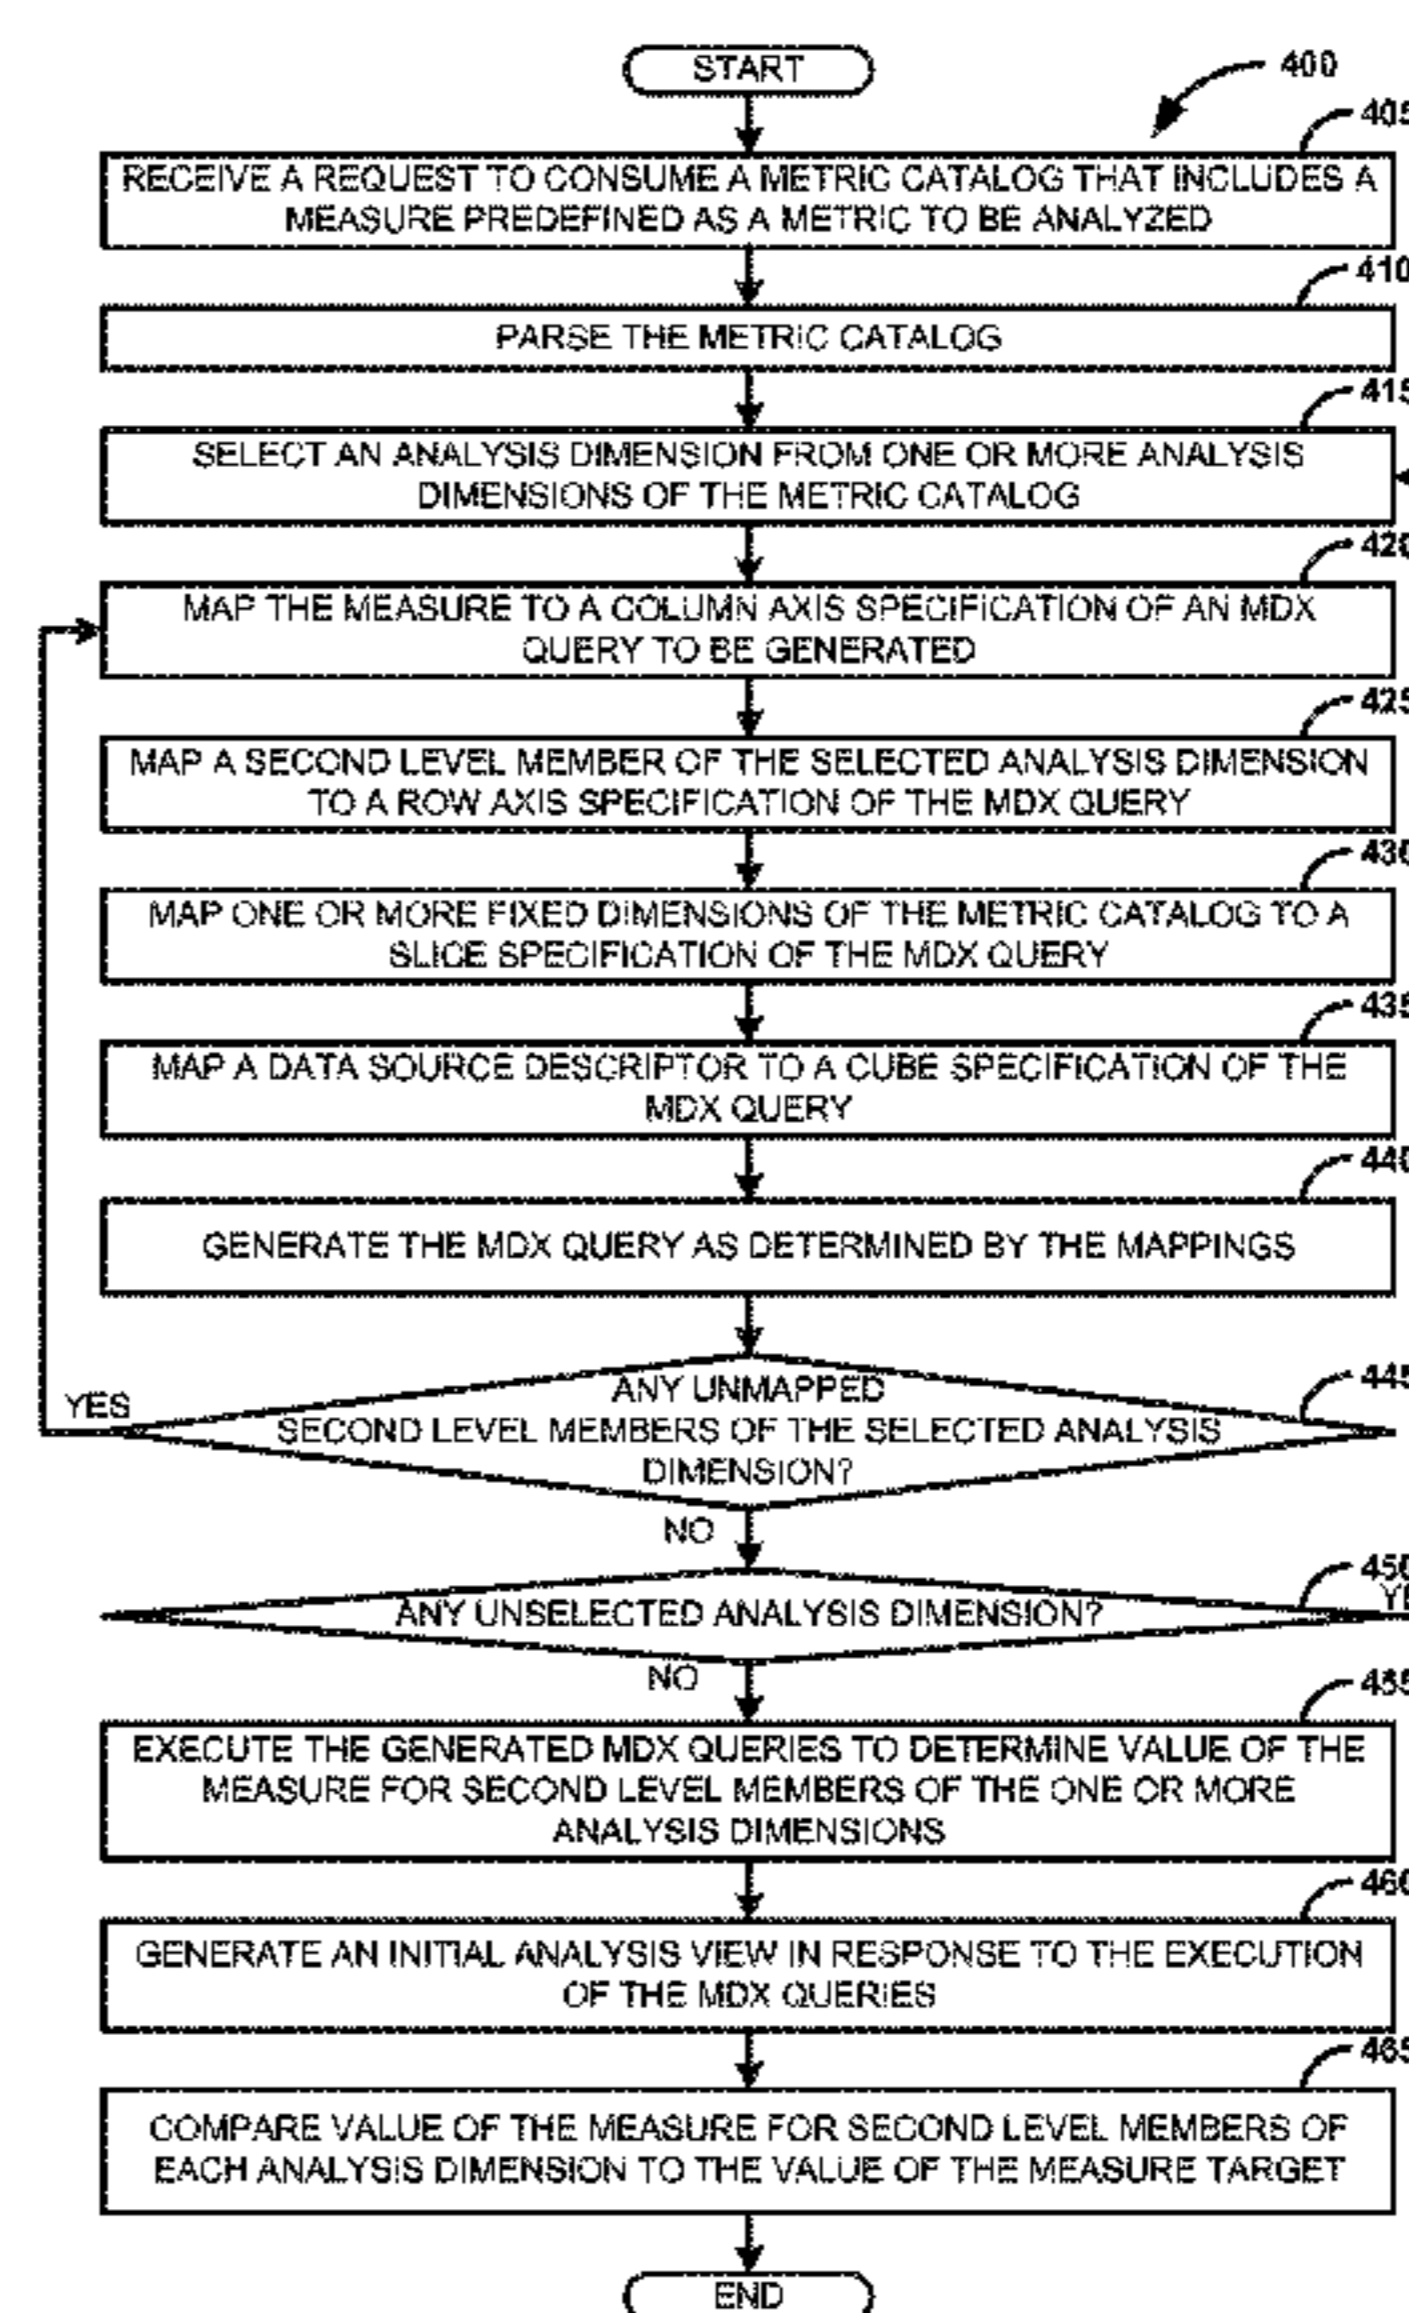 START
400
405
RECEIVE A REQUEST TO CONSUME A METRIC CATALOG THAT INCLUDES A
MEASURE PREDEFINED AS A METRIC TO BE ANALYZED
410
PARSE THE METRIC CATALOG
415
SELECT AN ANALYSIS DIMENSION FROM ONE OR MORE ANALYSIS
DIMENSIONS OF THE METRIC CATALOG
420
MAP THE MEASURE TO A COLUMN AXIS SPECIFICATION OF AN MDX
QUERY TO BE GENERATED
425
MAP A SECOND LEVEL MEMBER OF THE SELECTED ANALYSIS DIMENSION
TO A ROW AXIS SPECIFICATION OF THE MDX QUERY
430
MAP ONE OR MORE FIXED DIMENSIONS OF THE METRIC CATALOG TO A
SLICE SPECIFICATION OF THE MDX QUERY
435
MAP A DATA SOURCE DESCRIPTOR TO A CUBE SPECIFICATION OF THE
MDX QUERY
440
GENERATE THE MDX QUERY AS DETERMINED BY THE MAPPINGS
445
YES
ANY UNMAPPED
SECOND LEVEL MEMBERS OF THE SELECTED ANALYSIS
DIMENSION?
NO
450
YE
ANY UNSELECTED ANALYSIS DIMENSION?
NO
455
EXECUTE THE GENERATED MDX QUERIES TO DETERMINE VALUE OF THE
MEASURE FOR SECOND LEVEL MEMBERS OF THE ONE OR MORE
ANALYSIS DIMENSIONS
460
GENERATE AN INITIAL ANALYSIS VIEW IN RESPONSE TO THE EXECUTION
OF THE MDX QUERIES
465
COMPARE VALUE OF THE MEASURE FOR SECOND LEVEL MEMBERS OF
EACH ANALYSIS DIMENSION TO THE VALUE OF THE MEASURE TARGET
END